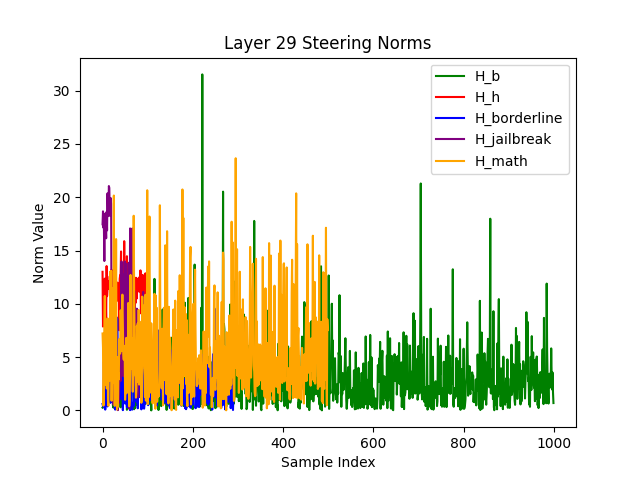 Layer 29 Steering Norms
H_b
H_h
H_borderline
H_jailbreak
H_math
Norm Value
30
25
20
15
10
5
0
0 200 400 600 800 1000
Sample Index